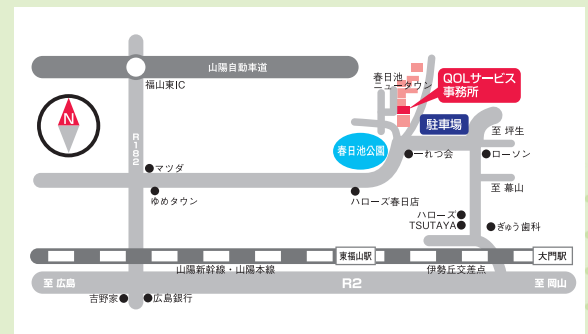 山陽自動車道
福山東IC
春日池
ニュータウン
QOLサービス
事務所
N
R182
駐車場
至 坪生
春日池公園
一れつ会
ローソン
マツダ
至 幕山
ゆめタウン
ハローズ春日店
ハローズ
TSUTAYA
ぎゅう歯科
東福山駅
大門駅
山陽新幹線・山陽本線
伊勢丘交差点
至 広島
R2
至 岡山
吉野家
広島銀行